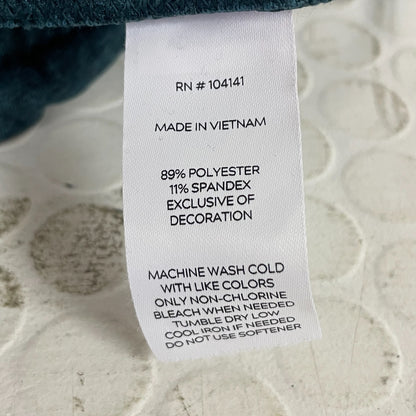 RN # 104141
MADE IN VIETNAM
89% POLYESTER
11% SPANDEX
EXCLUSIVE OF
DECORATION
MACHINE WASH COLD
WITH LIKE COLORS
ONLY NON-CHLORINE
BLEACH WHEN NEEDED
TUMBLE DRY LOW
COOL IRON IF NEEDED
DO NOT USE SOFTENER